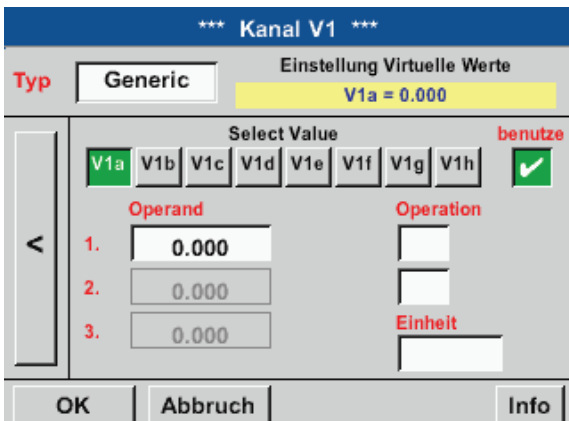 *** Kanal V1 ***
Typ Generic
Einstellung Virtuelle Werte
V1a = 0.000
Select Value benutze
V1a V1b V1c V1d V1e V1f V1g V1h ✔
Operand Operation
< 1. 0.000
2. 0.000
3. 0.000
Einheit
OK Abbruch Info